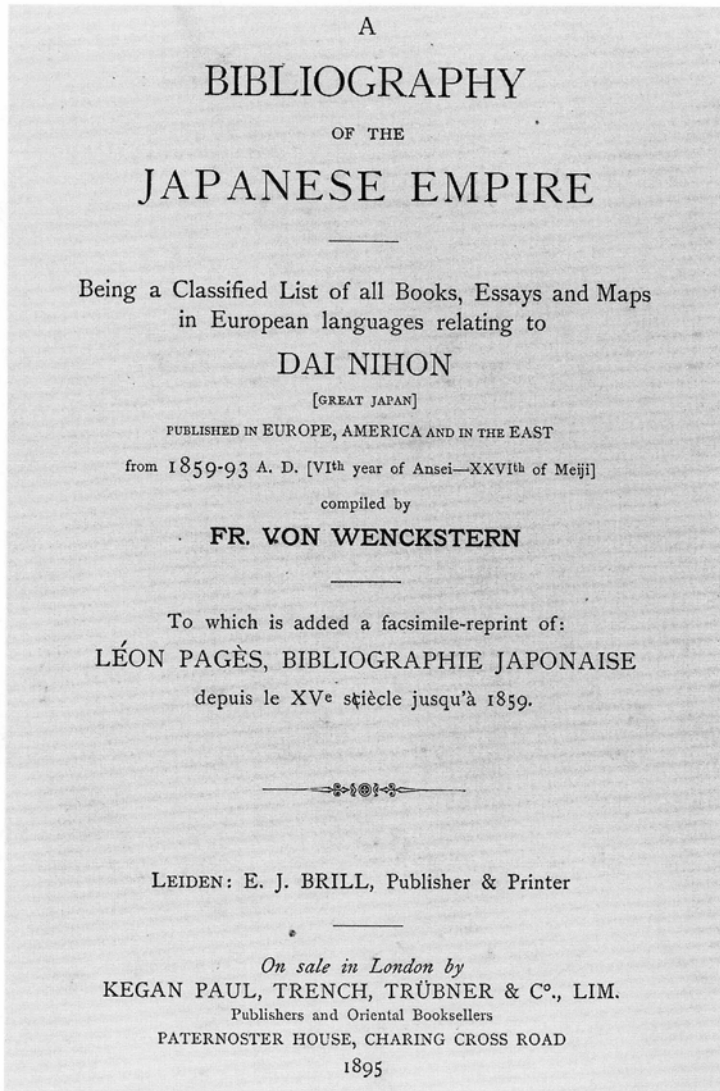 A
BIBLIOGRAPHY
OF THE
JAPANESE EMPIRE
Being a Classified List of all Books, Essays and Maps
in European languages relating to
DAI NIHON
[GREAT JAPAN]
PUBLISHED IN EUROPE, AMERICA AND IN THE EAST
from 1859-93 A. D. [VIth year of Ansei—XXVIth of Meiji]
compiled by
FR. VON WENCKSTERN
To which is added a facsimile-reprint of:
LÉON PAGÈS, BIBLIOGRAPHIE JAPONAISE
depuis le XVe sciècle jusqu'à 1859.
LEIDEN: E. J. BRILL, Publisher & Printer
On sale in London by
KEGAN PAUL, TRENCH, TRÜBNER & Co., LIM.
Publishers and Oriental Booksellers
PATERNOSTER HOUSE, CHARING CROSS ROAD
1895